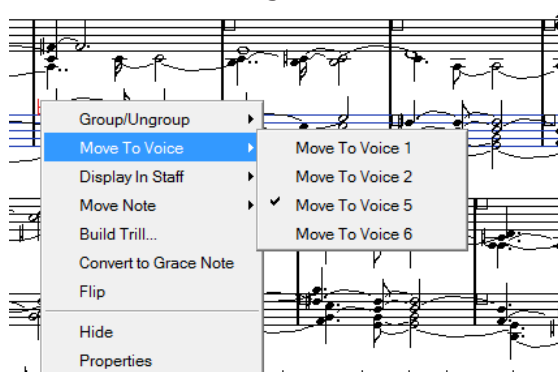 Group/Ungroup
Move To Voice
Display In Staff
Move Note
Build Trill...
Convert to Grace Note
Flip
Hide
Properties
Move To Voice 1
Move To Voice 2
Move To Voice 5
Move To Voice 6